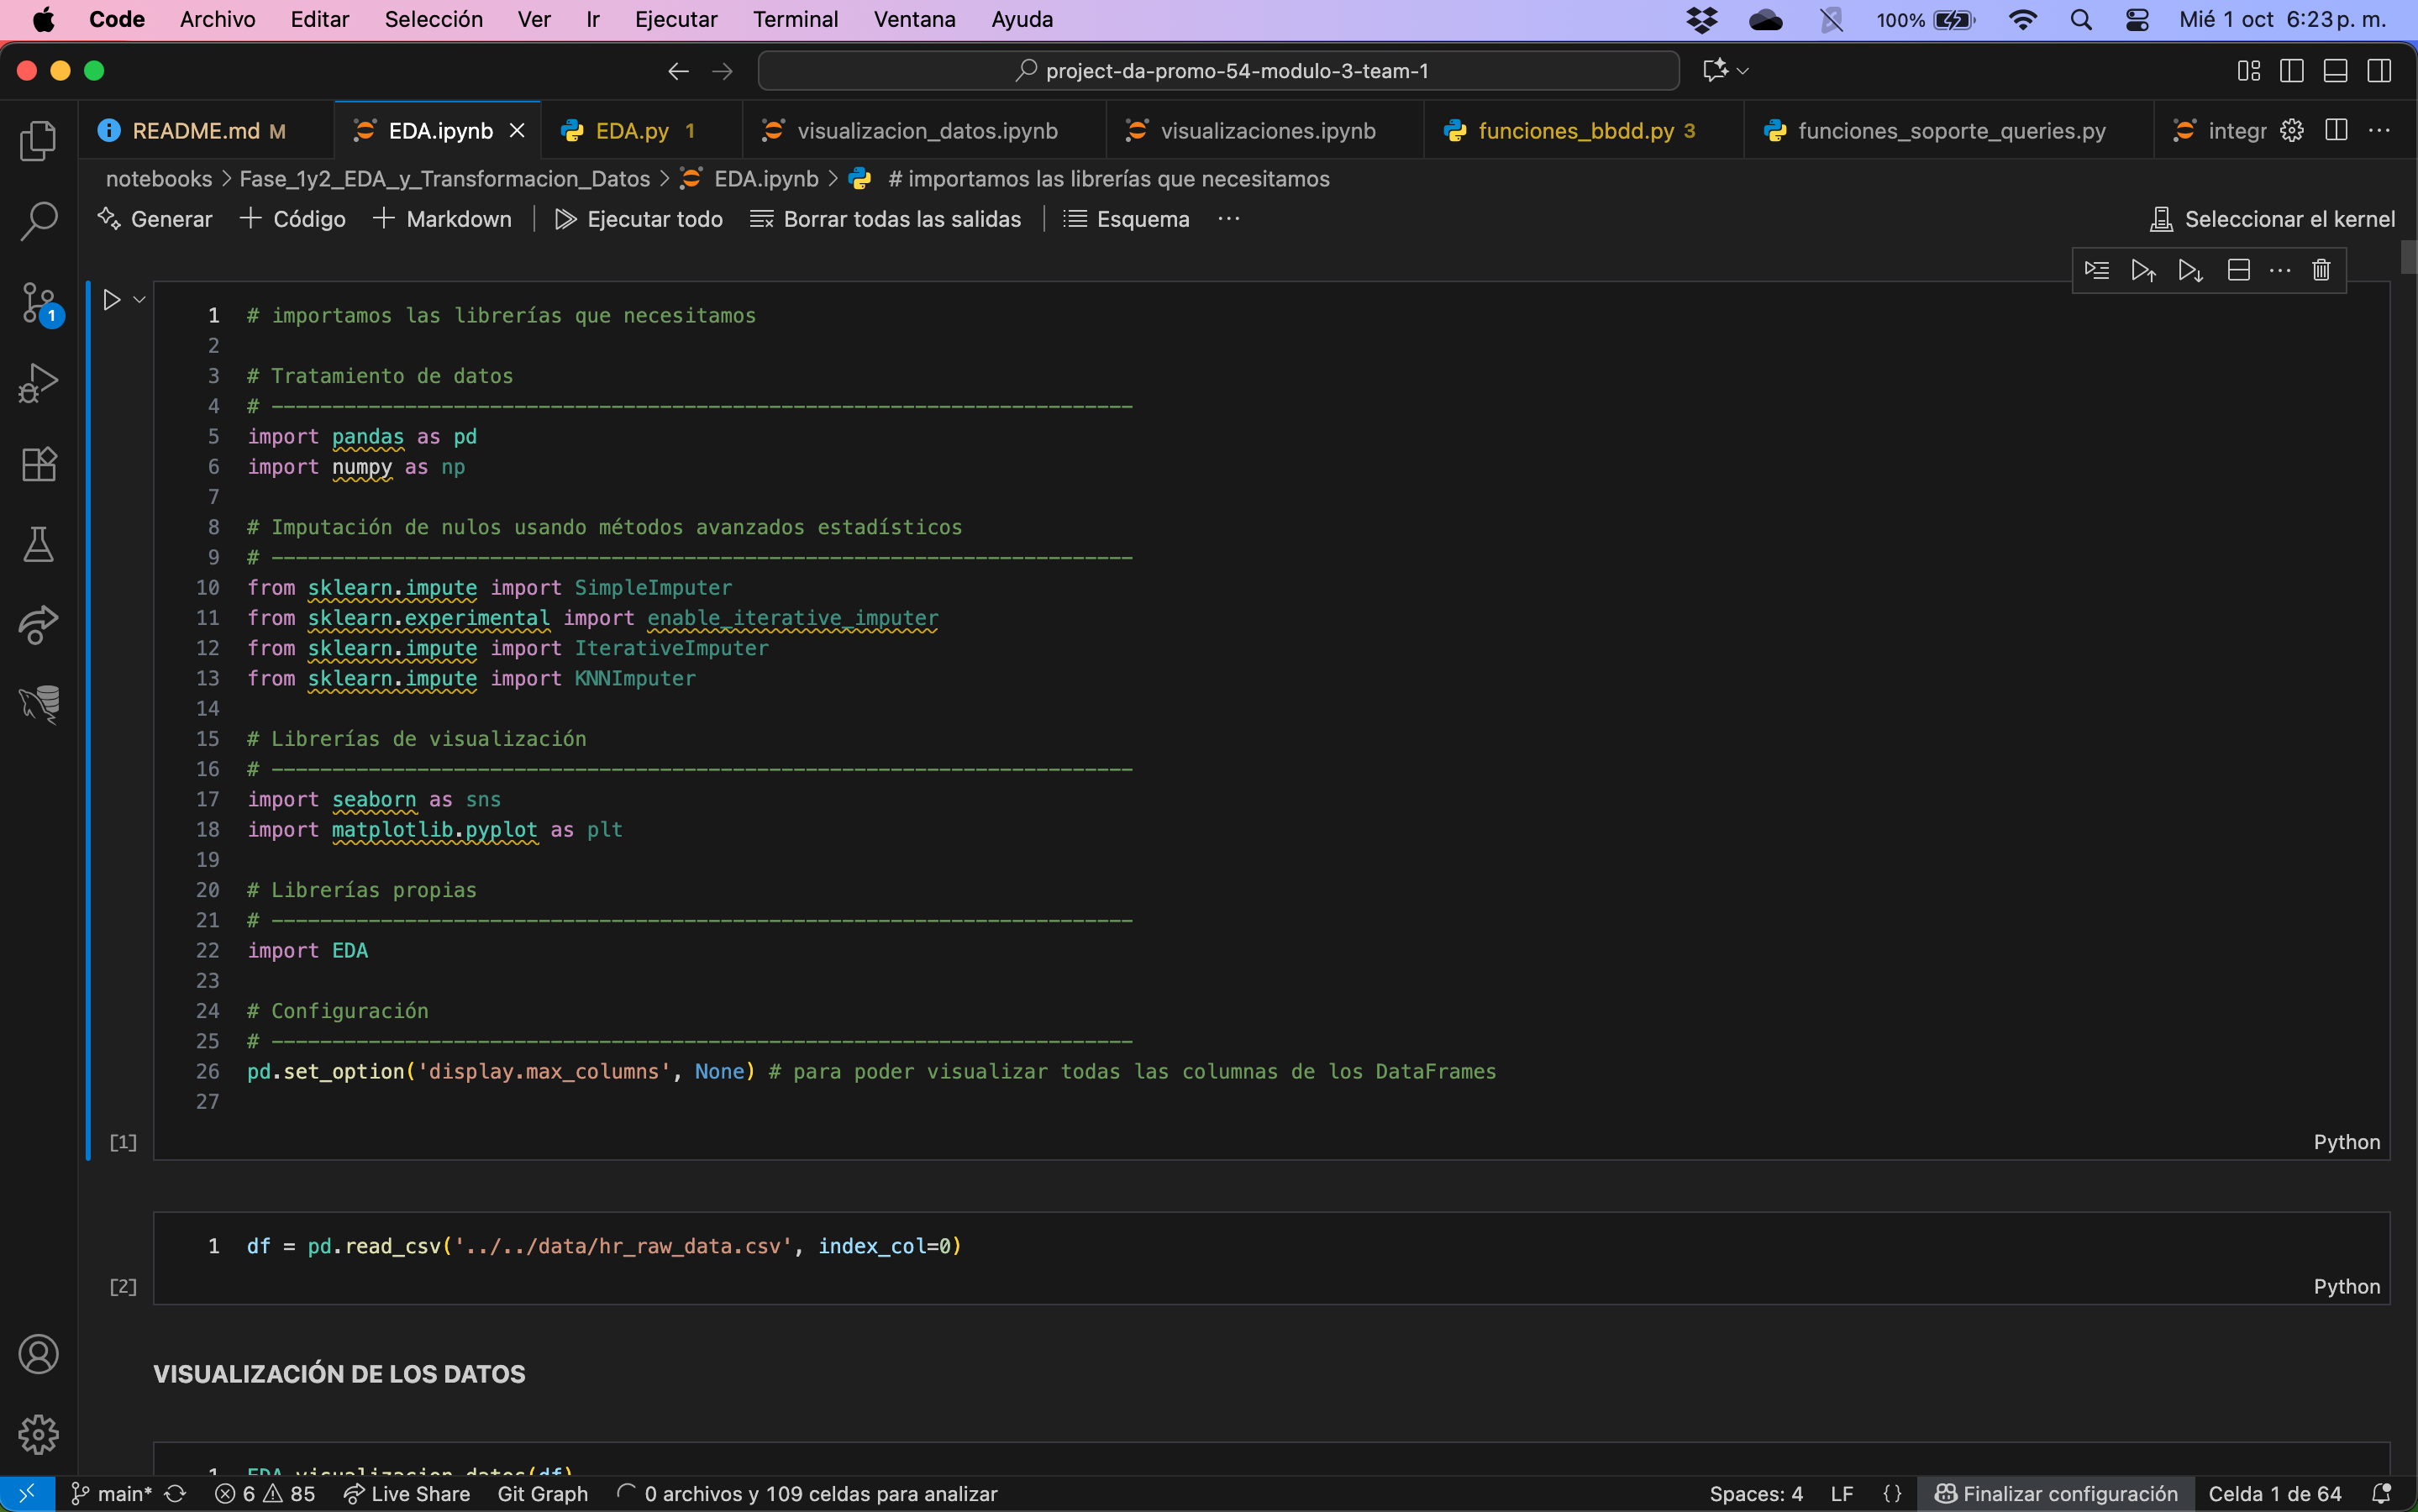 Code Archivo Editar Selección Ver Ir Ejecutar Terminal Ventana Ayuda 100% Mié 1 oct 6:23 p. m.
project-da-promo-54-modulo-3-team-1
README.md M EDA.ipynb EDA.py 1 visualizacion_datos.ipynb visualizaciones.ipynb funciones_bbdd.py 3 funciones_soporte_queries.py integr
notebooks > Fase_1y2_EDA_y_Transformacion_Datos > EDA.ipynb > # importamos las librerías que necesitamos
Generar + Código + Markdown Ejecutar todo Borrar todas las salidas Esquema ... Seleccionar el kernel
1 # importamos las librerías que necesitamos
2
3 # Tratamiento de datos
4 # -----------------------------------------------------------------------
5 import pandas as pd
6 import numpy as np
7
8 # Imputación de nulos usando métodos avanzados estadísticos
9 # -----------------------------------------------------------------------
10 from sklearn.impute import SimpleImputer
11 from sklearn.experimental import enable_iterative_imputer
12 from sklearn.impute import IterativeImputer
13 from sklearn.impute import KNNImputer
14
15 # Librerías de visualización
16 # -----------------------------------------------------------------------
17 import seaborn as sns
18 import matplotlib.pyplot as plt
19
20 # Librerías propias
21 # -----------------------------------------------------------------------
22 import EDA
23
24 # Configuración
25 # -----------------------------------------------------------------------
26 pd.set_option('display.max_columns', None) # para poder visualizar todas las columnas de los DataFrames
27
[1] Python
1 df = pd.read_csv('../../data/hr_raw_data.csv', index_col=0)
[2] Python
VISUALIZACIÓN DE LOS DATOS
1 EDA.visualizacion_datos(df)
main* 6 85 Live Share Git Graph 0 archivos y 109 celdas para analizar Spaces: 4 LF {} Finalizar configuración Celda 1 de 64